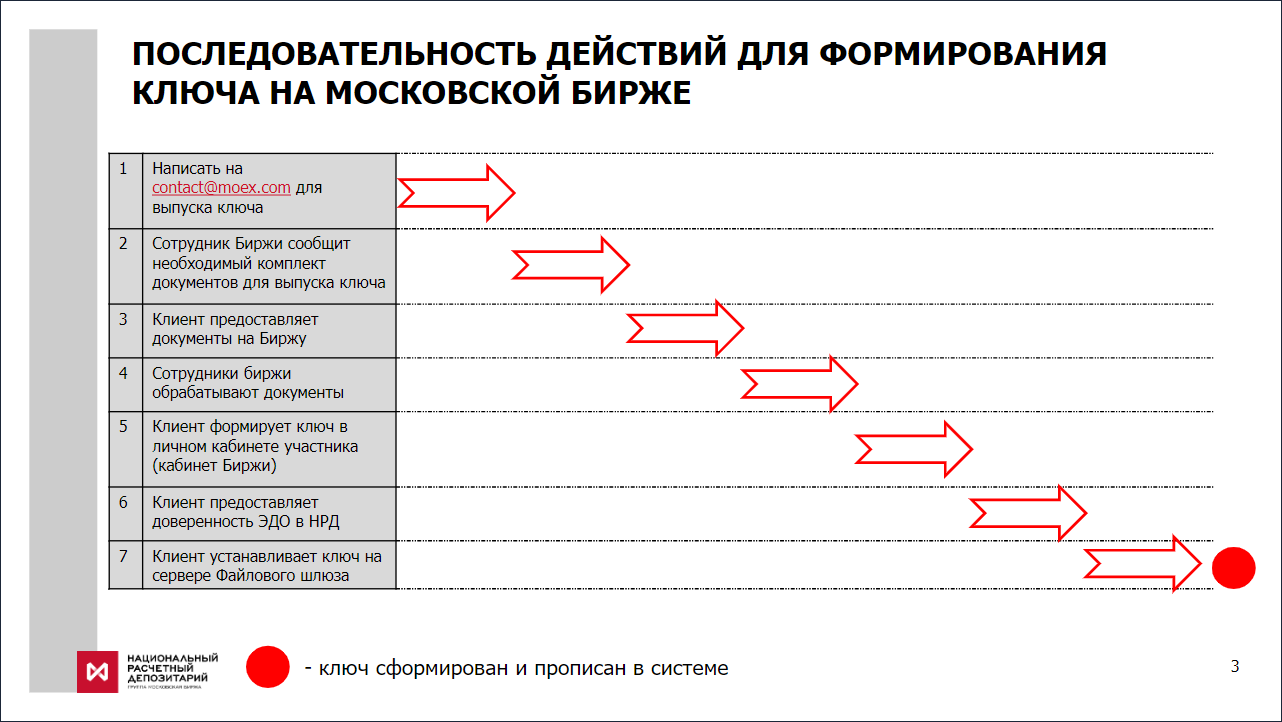 ПОСЛЕДОВАТЕЛЬНОСТЬ ДЕЙСТВИЙ ДЛЯ ФОРМИРОВАНИЯ
КЛЮЧА НА МОСКОВСКОЙ БИРЖЕ
1
Написать на
contact@moex.com для
выпуска ключа
2
Сотрудник Биржи сообщит
необходимый комплект
документов для выпуска ключа
3
Клиент предоставляет
документы на Биржу
4
Сотрудники биржи
обрабатывают документы
5
Клиент формирует ключ в
личном кабинете участника
(кабинет Биржи)
6
Клиент предоставляет
доверенность ЭДО в НРД
7
Клиент устанавливает ключ на
сервере Файлового шлюза
НАЦИОНАЛЬНЫЙ
РАСЧЕТНЫЙ
ДЕПОЗИТАРИЙ
ГРУППА МОСКОВСКАЯ БИРЖА
- ключ сформирован и прописан в системе
3